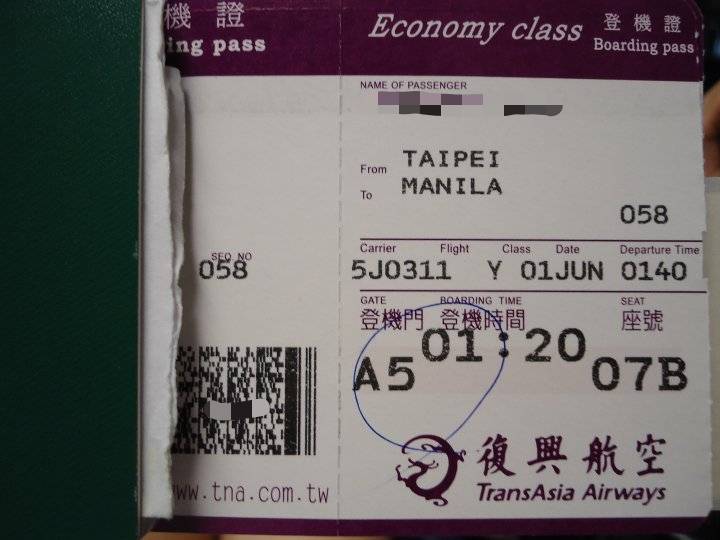 機 證
ing pass
Economy class
登 機 證
Boarding pass
NAME OF PASSENGER
From TAIPEI
To MANILA
058
SEQ NO
058
Carrier Flight Class Date Departure Time
5J0311 Y 01JUN 0140
GATE BOARDING TIME SEAT
登機門 登機時間 座號
A5 01:20 07B
復興航空
TransAsia Airways
www.tna.com.tw